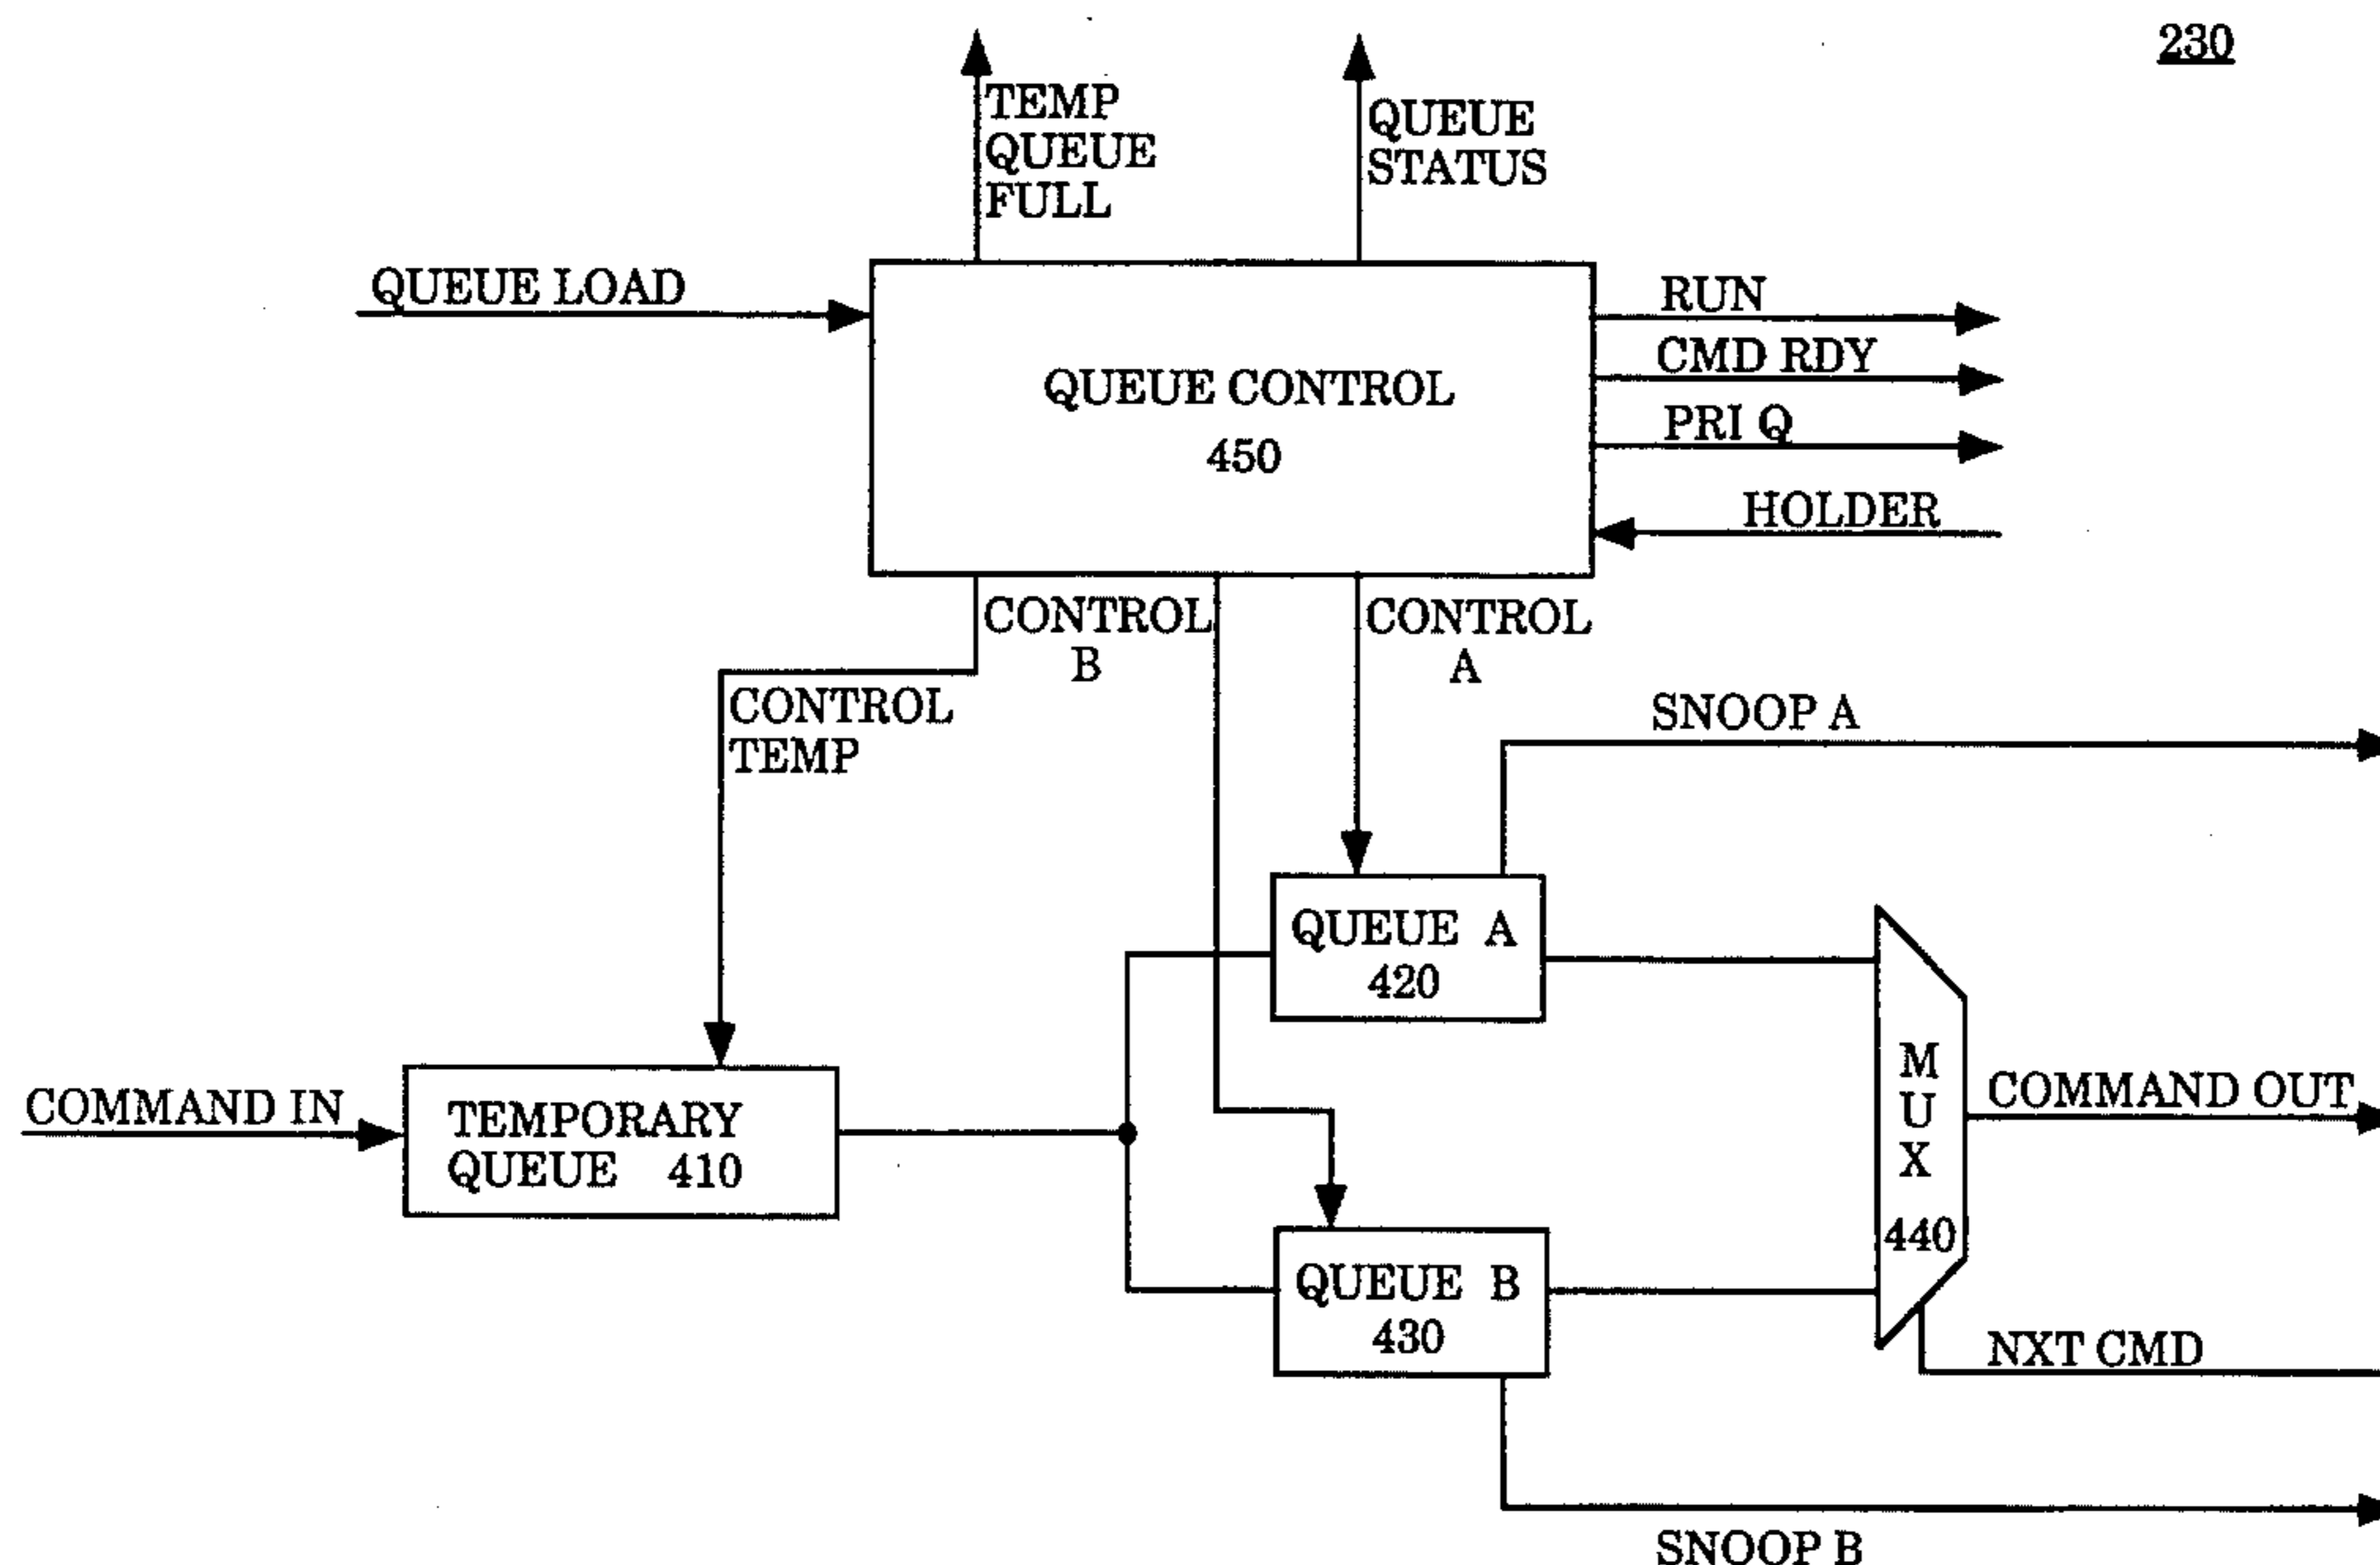 230
TEMP
QUEUE
FULL
QUEUE
STATUS
QUEUE LOAD
RUN
CMD RDY
PRI Q
HOLDER
QUEUE CONTROL
450
CONTROL
B
CONTROL
A
CONTROL
TEMP
SNOOP A
QUEUE A
420
COMMAND IN
TEMPORARY
QUEUE 410
M
U
X
440
COMMAND OUT
QUEUE B
430
NXT CMD
SNOOP B